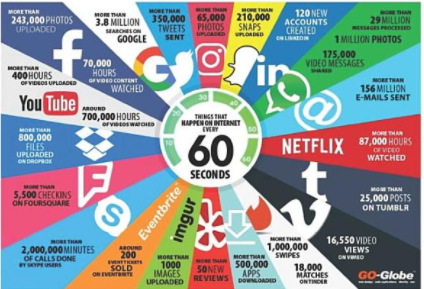 MORE THAN
243,000 PHOTOS
UPLOADED
MORE THAN
3.8 MILLION
SEARCHES ON
GOOGLE
MORE THAN
350,000
TWEETS
SENT
MORE THAN
65,000
PHOTOS
UPLOADED
MORE THAN
210,000
SNAPS
UPLOADED
120 NEW
ACCOUNTS
CREATED
ON LINKEDIN
MORE THAN
29 MILLION
MESSAGES PROCESSED
1 MILLION PHOTOS
175,000
VIDEO MESSAGES
SHARED
MORE THAN
156 MILLION
E-MAILS SENT
NETFLIX
MORE THAN
87,000 HOURS
OF VIDEO
WATCHED
MORE THAN
25,000 POSTS
ON TUMBLR
16,550 VIDEO
VIEWS
ON VIMEO
MORE THAN
1,000,000
SWIPES
18,000
MATCHES
ON TINDER
MORE THAN
500,000
APPS
DOWNLOADED
MORE THAN
50 NEW
REVIEWS
imgur
MORE THAN
1000
IMAGES
UPLOADED
Eventbrite
AROUND
200
EVENT TICKETS
SOLD
ON EVENTBRITE
MORE THAN
2,000,000 MINUTES
OF CALLS DONE
BY SKYPE USERS
MORE THAN
5,500 CHECKINS
ON FOURSQUARE
MORE THAN
800,000
FILES
UPLOADED
ON DROPBOX
You Tube
MORE THAN
400 HOURS
OF VIDEOS UPLOADED
AROUND
700,000 HOURS
OF VIDEOS WATCHED
70,000
HOURS
OF VIDEO CONTENT
WATCHED
THINGS THAT
HAPPEN ON INTERNET
EVERY
60
SECONDS
GO-Globe